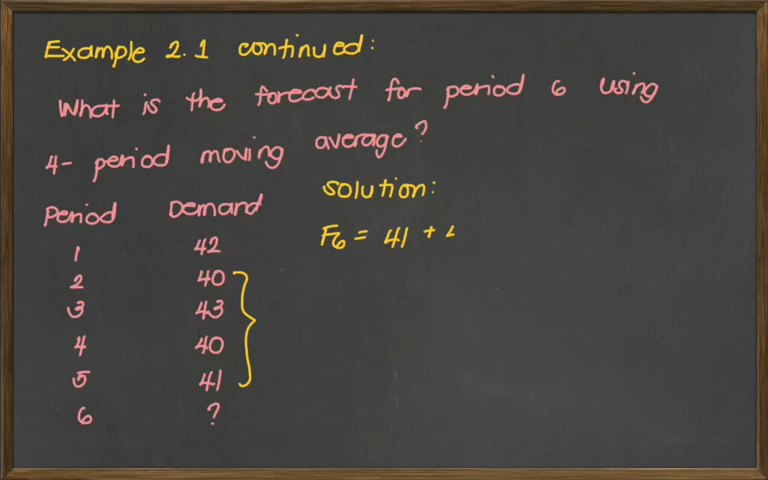 Example 2.1 continued:
What is the forecast for period 6 using
4- period moving average?
solution:
Period Demand
F6 = 41 +
1 42
2 40
3 43
4 40
5 41
6 ?